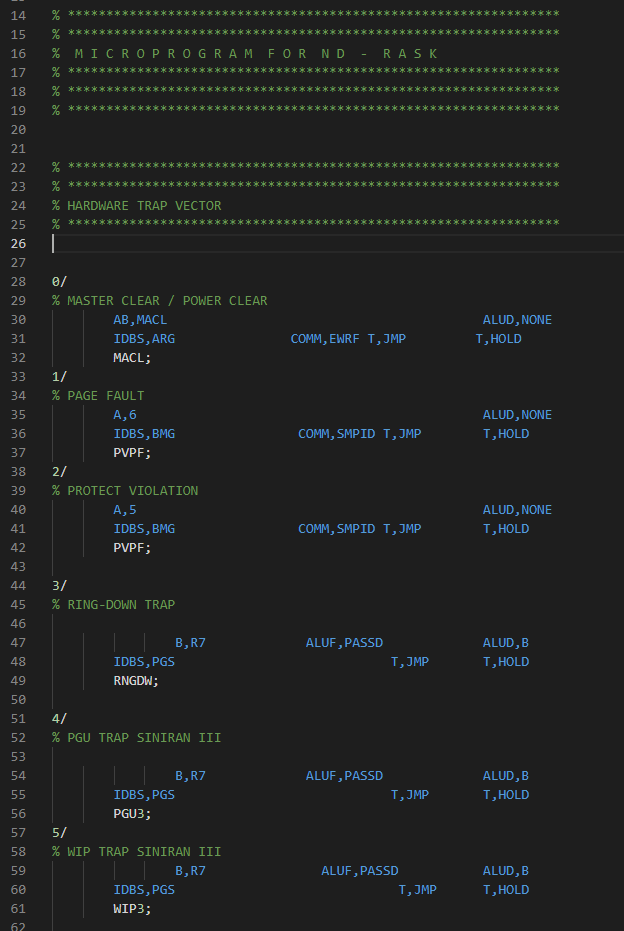 14 % ****************************************************************
15 % ****************************************************************
16 % M I C R O P R O G R A M F O R N D - R A S K
17 % ****************************************************************
18 % ****************************************************************
19 % ****************************************************************
20
21
22 % ****************************************************************
23 % ****************************************************************
24 % HARDWARE TRAP VECTOR
25 % ****************************************************************
26
27
28 0/
29 % MASTER CLEAR / POWER CLEAR
30 AB,MACL ALUD,NONE
31 IDBS,ARG COMM,EWRF T,JMP T,HOLD
32 MACL;
33 1/
34 % PAGE FAULT
35 A,6 ALUD,NONE
36 IDBS,BMG COMM,SMPID T,JMP T,HOLD
37 PVPF;
38 2/
39 % PROTECT VIOLATION
40 A,5 ALUD,NONE
41 IDBS,BMG COMM,SMPID T,JMP T,HOLD
42 PVPF;
43
44 3/
45 % RING-DOWN TRAP
46
47 B,R7 ALUF,PASSD ALUD,B
48 IDBS,PGS T,JMP T,HOLD
49 RNGDW;
50
51 4/
52 % PGU TRAP SINIRAN III
53
54 B,R7 ALUF,PASSD ALUD,B
55 IDBS,PGS T,JMP T,HOLD
56 PGU3;
57 5/
58 % WIP TRAP SINIRAN III
59 B,R7 ALUF,PASSD ALUD,B
60 IDBS,PGS T,JMP T,HOLD
61 WIP3;
62